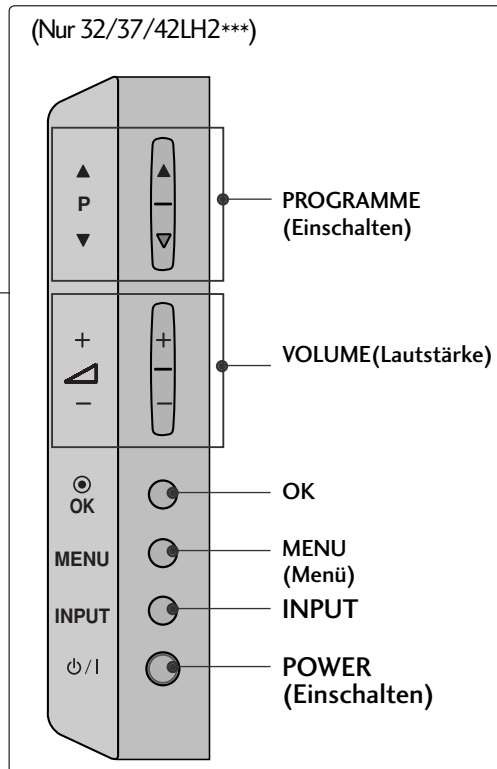 (Nur 32/37/42LH2***)
▲
P
▼
▲
–
▽
PROGRAMME
(Einschalten)
+
–
+
–
–
VOLUME(Lautstärke)
OK
OK
MENU
MENU
(Menü)
INPUT
INPUT
⏻/I
POWER
(Einschalten)